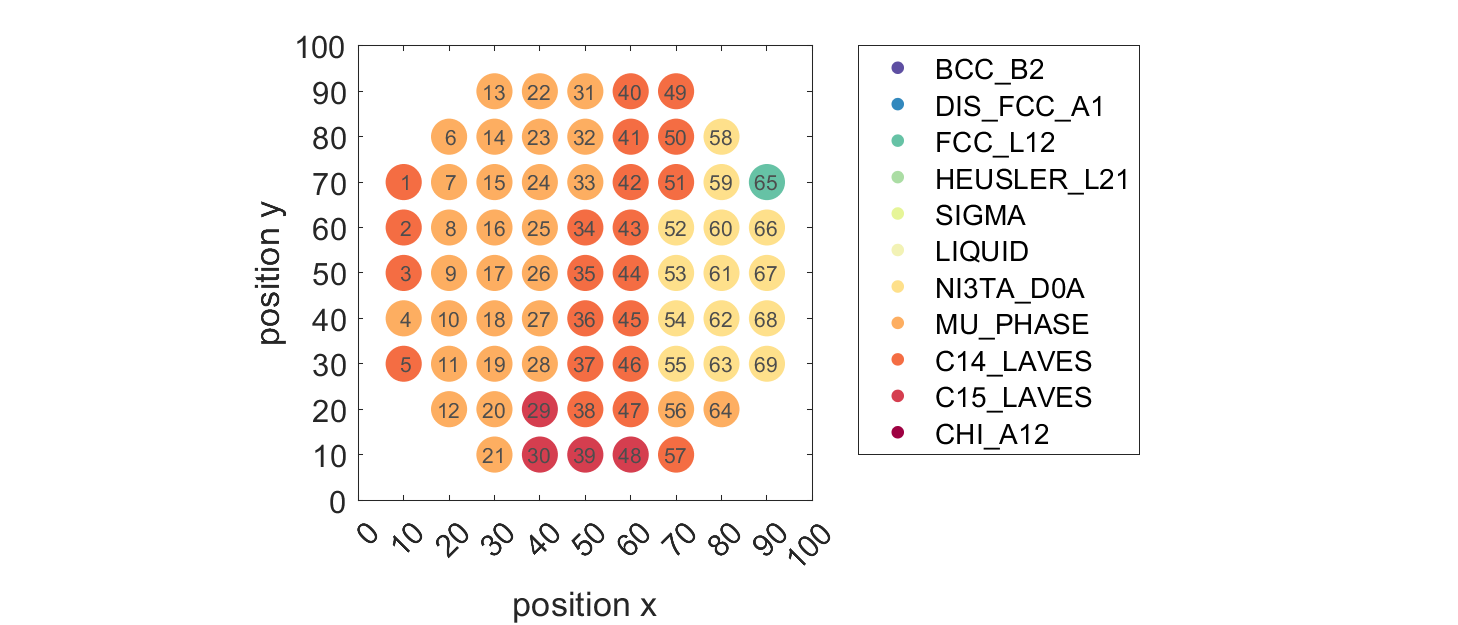 100
90 13 22 31 40 49
80 6 14 23 32 41 50 58
70 1 7 15 24 33 42 51 59 65
60 2 8 16 25 34 43 52 60 66
50 3 9 17 26 35 44 53 61 67
40 4 10 18 27 36 45 54 62 68
30 5 11 19 28 37 46 55 63 69
20 12 20 29 38 47 56 64
10 21 30 39 48 57
0
0 10 20 30 40 50 60 70 80 90 100
position x
position y
BCC_B2
DIS_FCC_A1
FCC_L12
HEUSLER_L21
SIGMA
LIQUID
NI3TA_D0A
MU_PHASE
C14_LAVES
C15_LAVES
CHI_A12